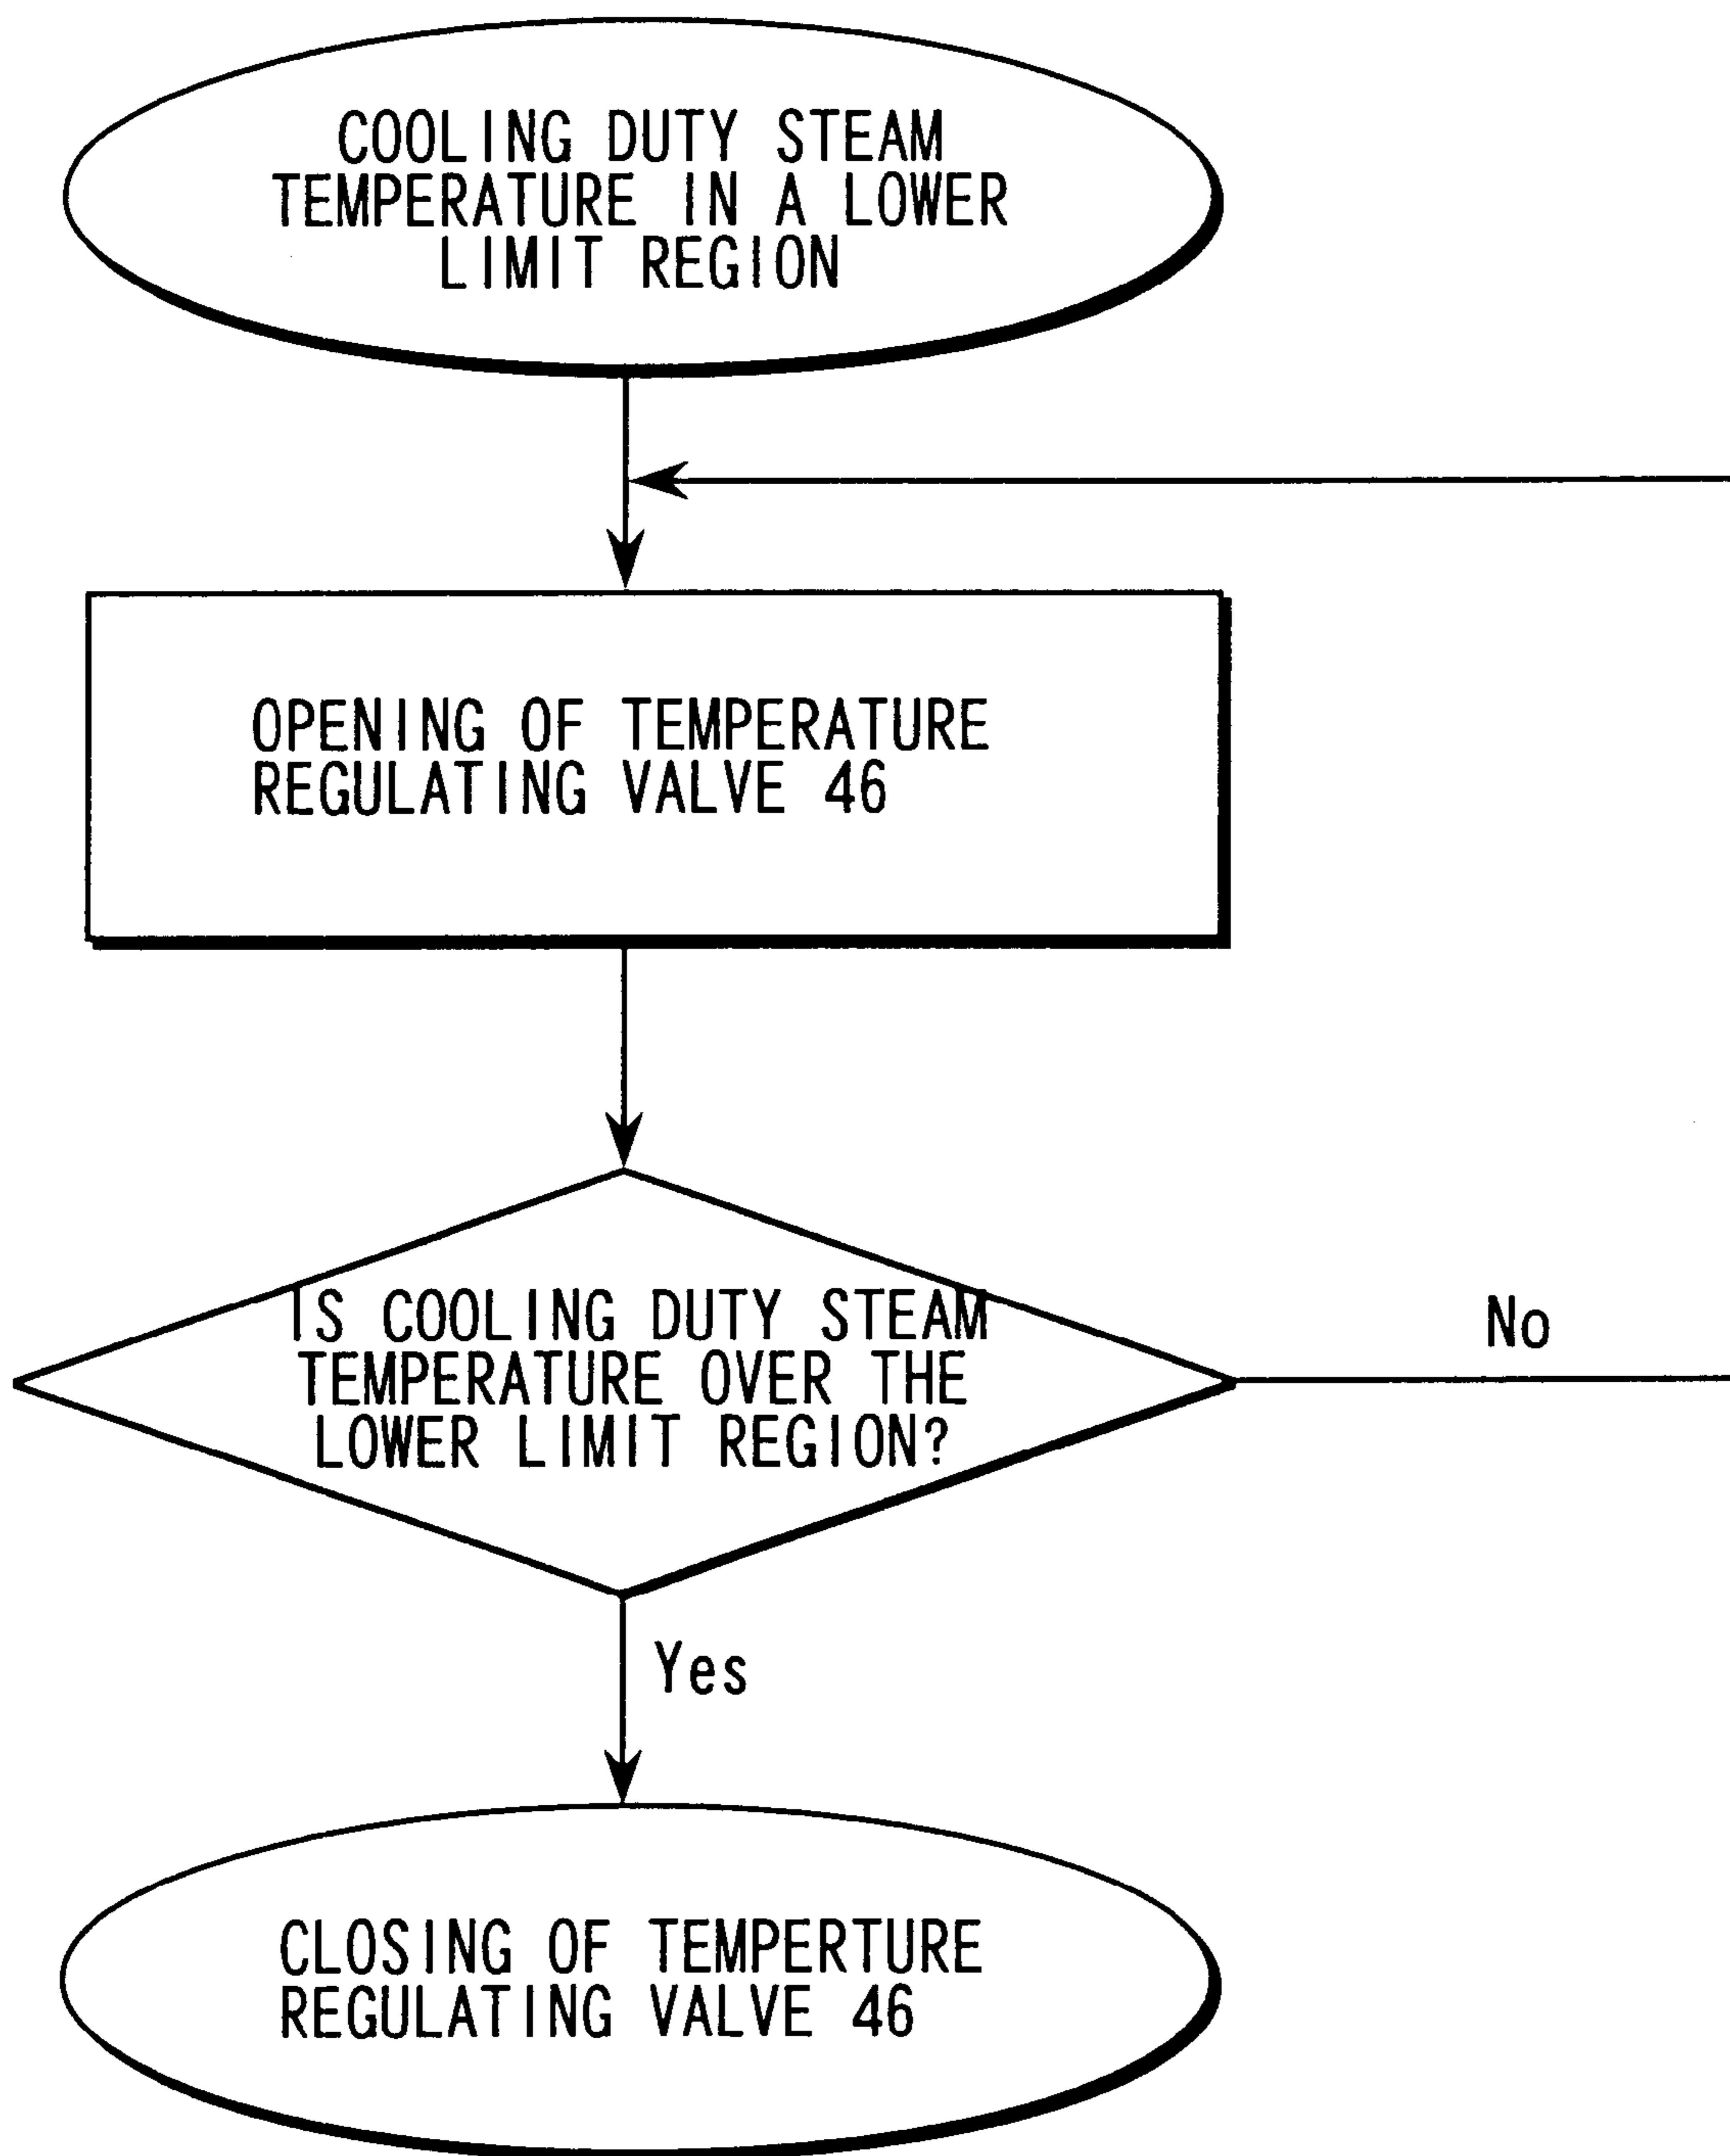 COOLING DUTY STEAM
TEMPERATURE IN A LOWER
LIMIT REGION
OPENING OF TEMPERATURE
REGULATING VALVE 46
IS COOLING DUTY STEAM
TEMPERATURE OVER THE
LOWER LIMIT REGION?
No
Yes
CLOSING OF TEMPERTURE
REGULATING VALVE 46